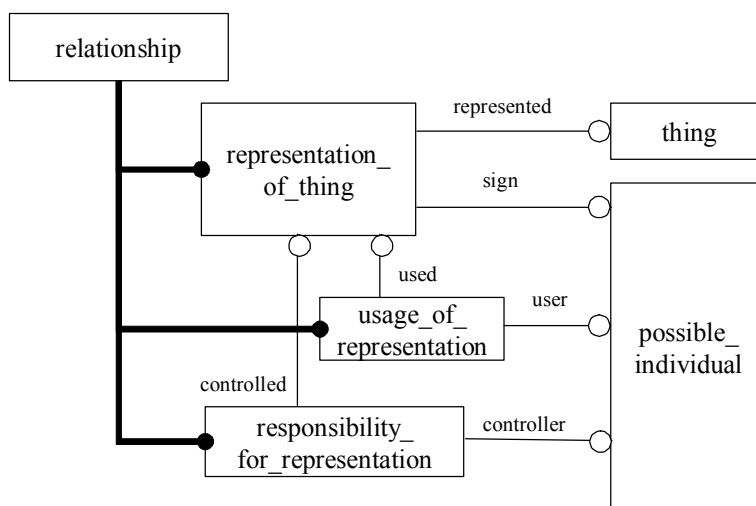 relationship
represented
thing
representation_
of_thing
sign
used
usage_of_
representation
user
possible_
individual
controlled
responsibility_
for_representation
controller